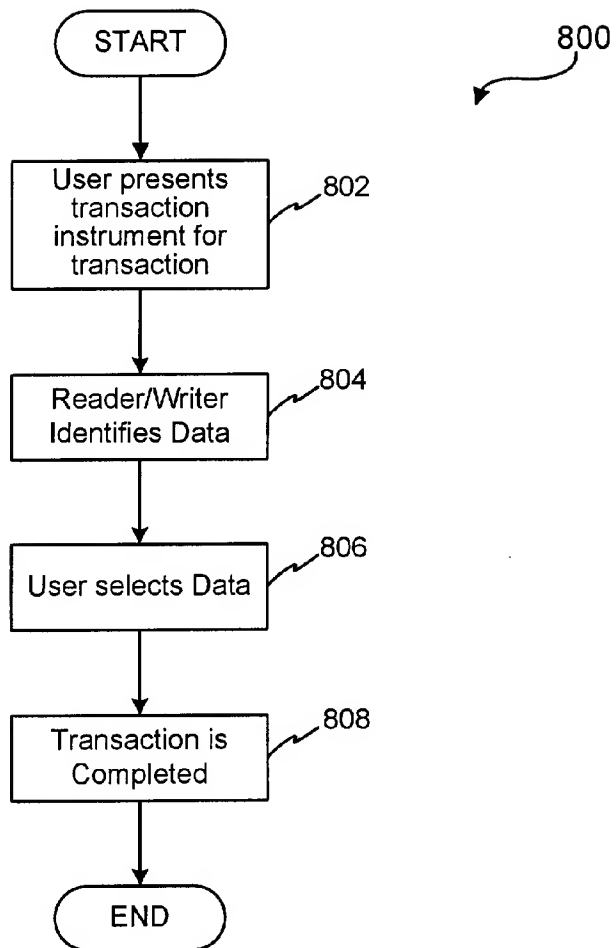 START
800
User presents
transaction
instrument for
transaction
802
Reader/Writer
Identifies Data
804
User selects Data
806
Transaction is
Completed
808
END